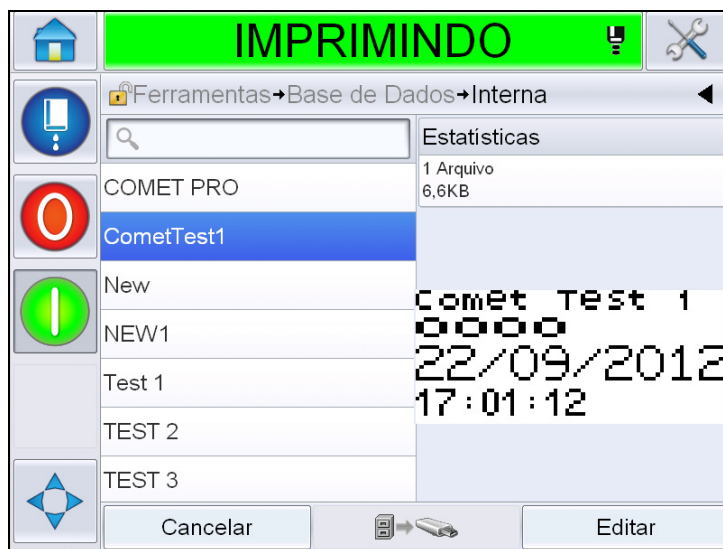 IMPRIMINDO
Ferramentas→Base de Dados→Interna
Estatísticas
1 Arquivo
6,6KB
COMET PRO
CometTest1
New
NEW1
Test 1
TEST 2
TEST 3
Comet Test 1
0000
22/09/2012
17:01:12
Cancelar
Editar